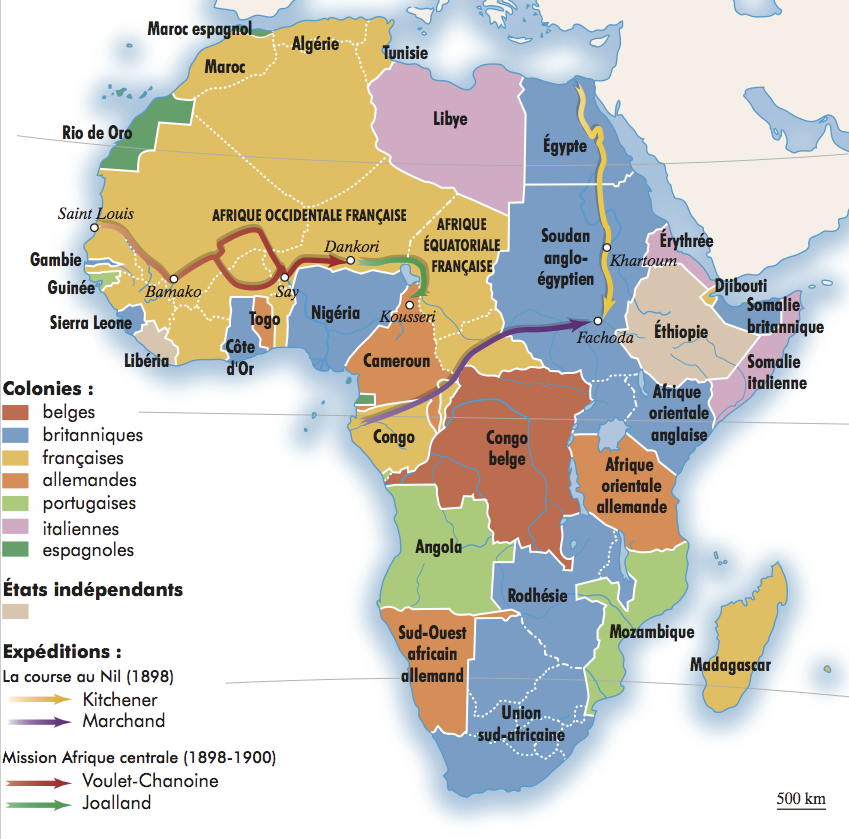 Maroc espagnol
Algérie
Tunisie
Maroc
Libye
Égypte
Rio de Oro
Saint Louis
AFRIQUE OCCIDENTALE FRANÇAISE
AFRIQUE
ÉQUATORIALE
FRANÇAISE
Dankori
Soudan
anglo-
égyptien
Khartoum
Érythrée
Gambie
Guinée
Bamako
Say
Kousseri
Djibouti
Somalie
britannique
Sierra Leone
Togo
Nigéria
Fachoda
Éthiopie
Libéria
Côte
d'Or
Cameroun
Somalie
italienne
Afrique
orientale
anglaise
Congo
Congo
belge
Afrique
orientale
allemande
Angola
Rodhésie
Mozambique
Madagascar
Sud-Ouest
africain
allemand
Union
sud-africaine
Colonies :
belges
britanniques
françaises
allemandes
portugaises
italiennes
espagnoles
États indépendants
Expéditions :
La course au Nil (1898)
Kitchener
Marchand
Mission Afrique centrale (1898-1900)
Voulet-Chanoine
Joalland
500 km